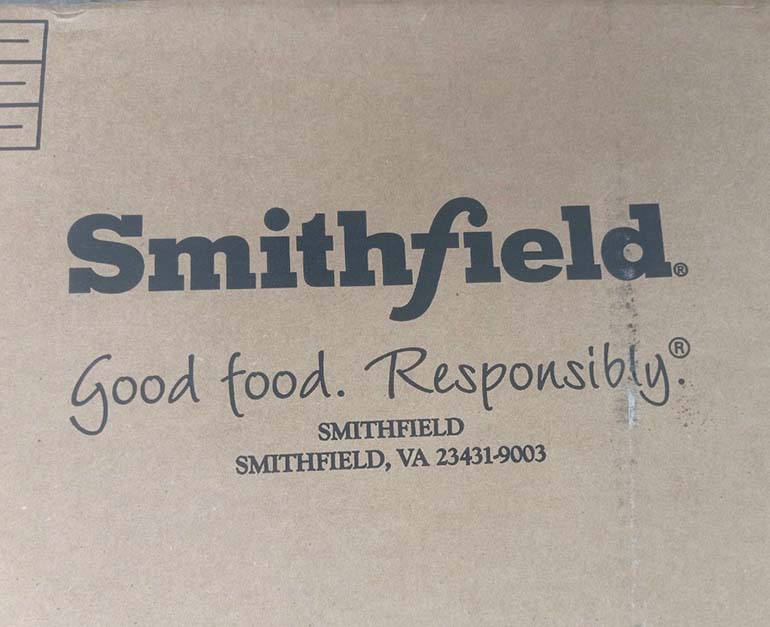 Smithfield®
Good food. Responsibly.®
SMITHFIELD
SMITHFIELD, VA 23431-9003